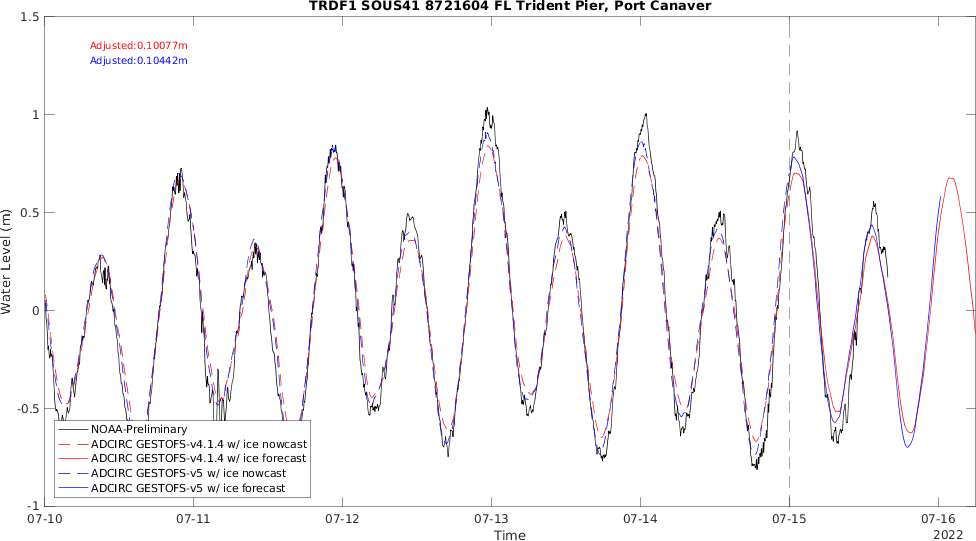 TRDF1 SOUS41 8721604 FL Trident Pier, Port Canaver
1.5
Adjusted:0.10077m
Adjusted:0.10442m
1
0.5
Water Level (m)
0
-0.5
NOAA-Preliminary
ADCIRC GESTOFS-v4.1.4 w/ ice nowcast
ADCIRC GESTOFS-v4.1.4 w/ ice forecast
ADCIRC GESTOFS-v5 w/ ice nowcast
ADCIRC GESTOFS-v5 w/ ice forecast
-1
07-10 07-11 07-12 07-13 07-14 07-15 07-16
Time
2022